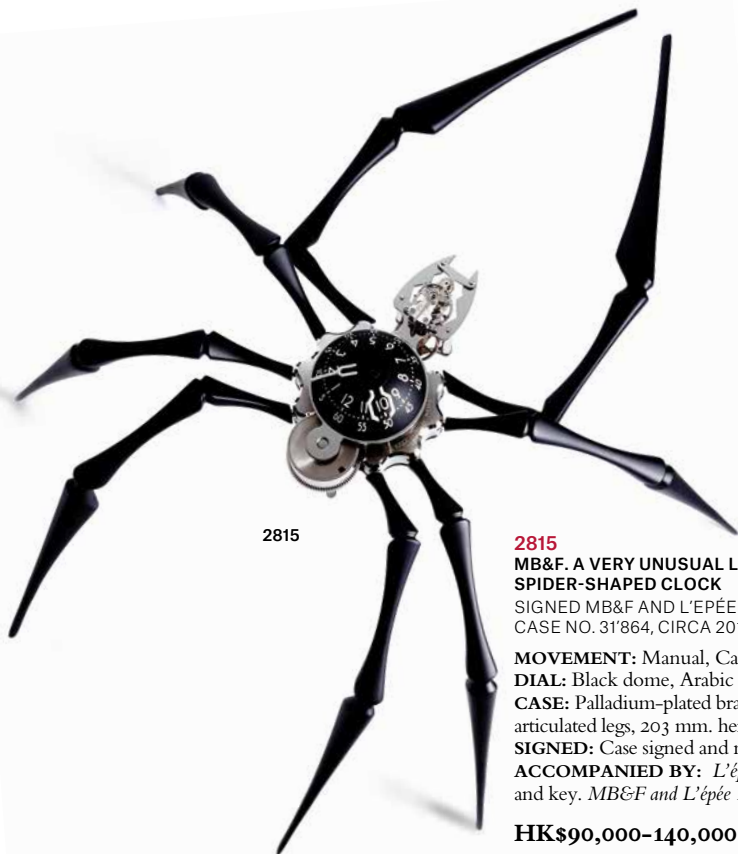 2815
2815
MB&F. A VERY UNUSUAL
SPIDER-SHAPED CLOCK
SIGNED MB&F AND L'EPÉE
CASE NO. 31'864, CIRCA
MOVEMENT: Manual,
DIAL: Black dome, Arabic
CASE: Palladium-plated
articulated legs, 203 mm.
SIGNED: Case signed and
ACCOMPANIED BY:
and key. MB&F and L'épée
HK$90,000-140,000